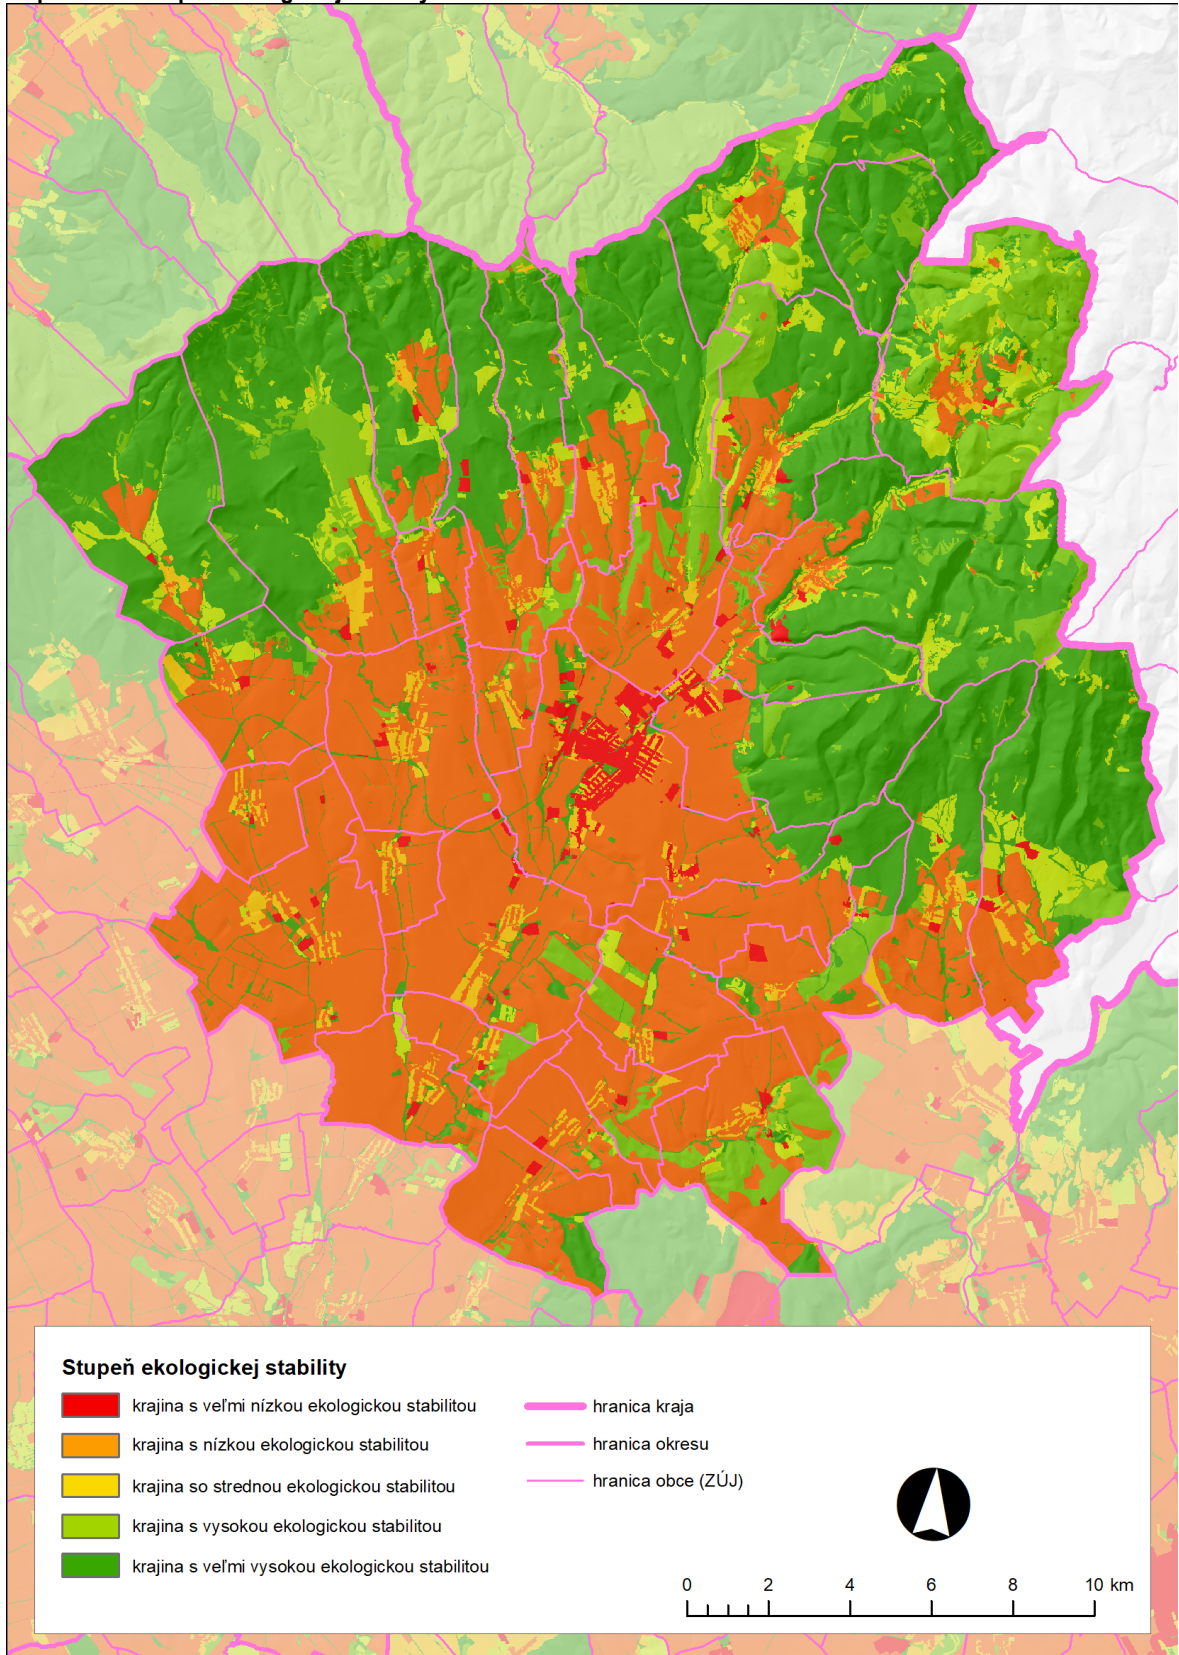 Stupeň ekologickej stability
krajina s veľmi nízkou ekologickou stabilitou
krajina s nízkou ekologickou stabilitou
krajina so strednou ekologickou stabilitou
krajina s vysokou ekologickou stabilitou
krajina s veľmi vysokou ekologickou stabilitou
hranica kraja
hranica okresu
hranica obce (ZÚJ)
0 2 4 6 8 10 km